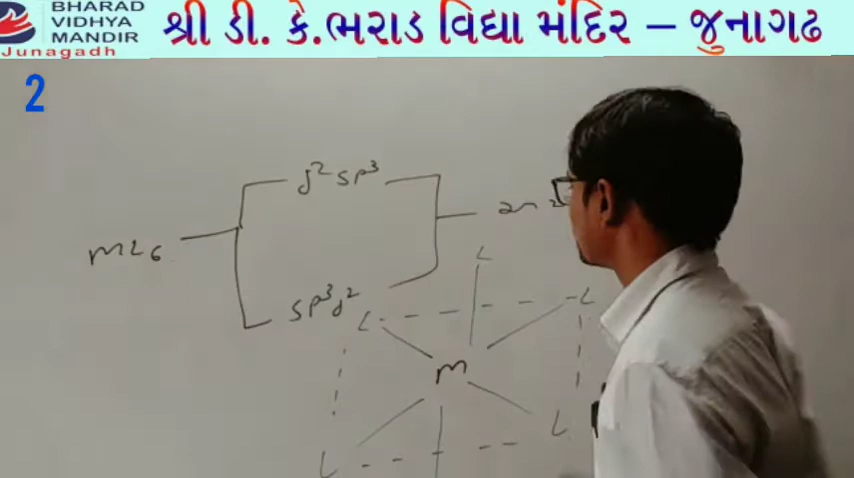 BHARAD
VIDHYA
MANDIR
Junagadh
શ્રી ડી. કે.ભરાડ વિદ્યા મંદિર – જુનાગઢ
2
d²sp³
mL₆
sp³d²
L
L L
m
L
L